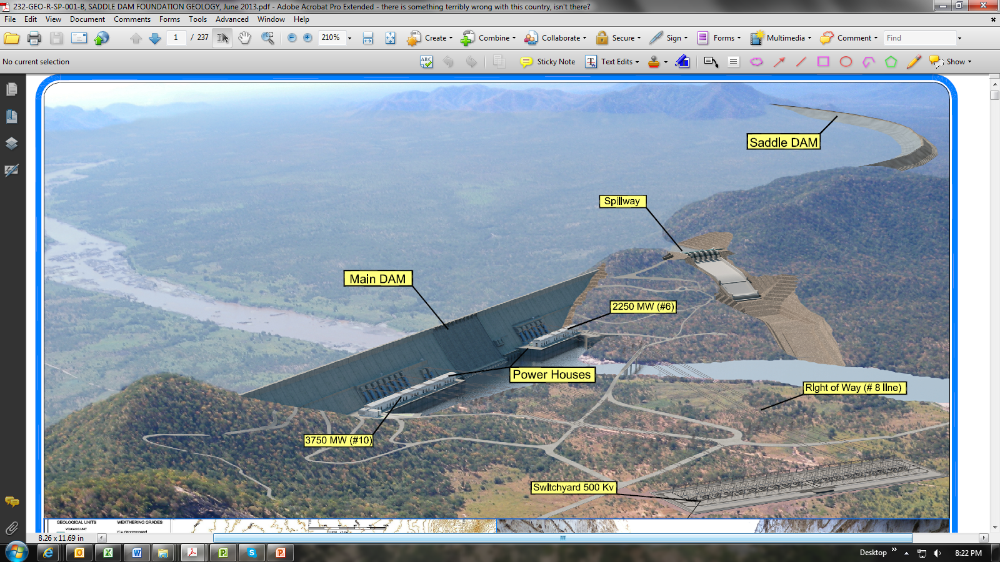 232-GEO-R-SP-001-B, SADDLE DAM FOUNDATION GEOLOGY, June 2013.pdf - Adobe Acrobat Pro Extended - there is something terribly wrong with this country, isn't there?
File Edit View Document Comments Forms Tools Advanced Window Help
1 / 237 210% Create Combine Collaborate Secure Sign Forms Multimedia Comment Find
No current selection
ABC Sticky Note T Text Edits Show
Saddle DAM
Spillway
Main DAM
2250 MW (#6)
Power Houses
Right of Way (# 8 line)
3750 MW (#10)
Switchyard 500 Kv
GEOLOGICAL UNITS WEATHERING GRADES
VOLCANIC UNIT
8.26 x 11.69 in
Desktop 8:22 PM